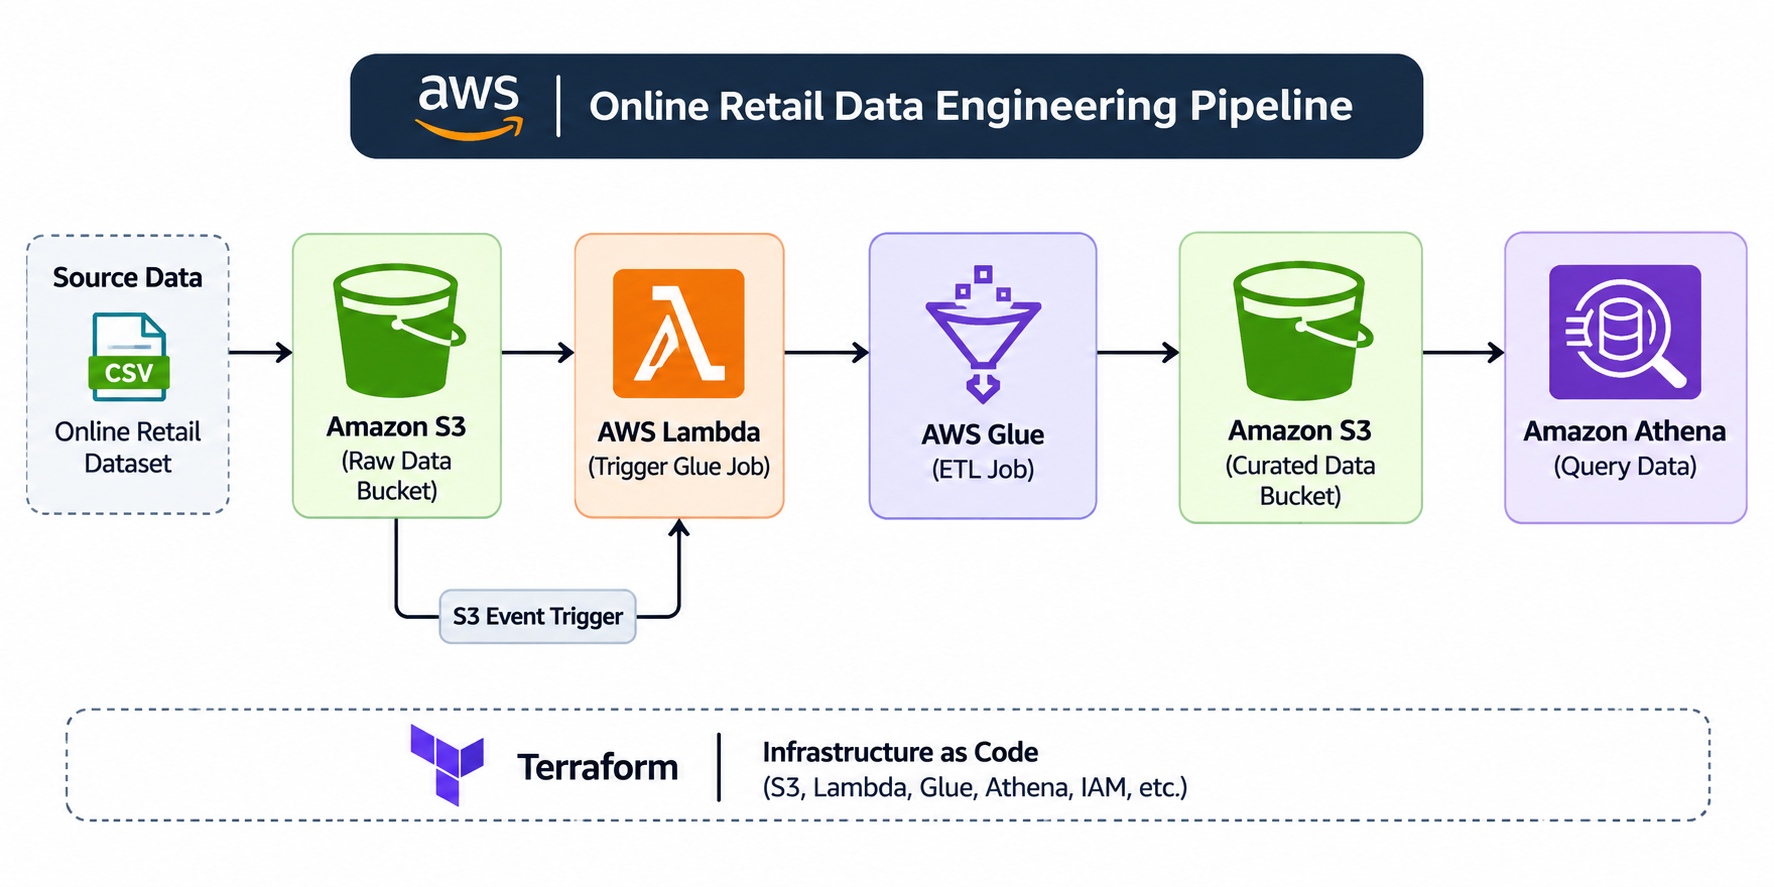 aws
Online Retail Data Engineering Pipeline
Source Data
CSV
Online Retail
Dataset
Amazon S3
(Raw Data
Bucket)
AWS Lambda
(Trigger Glue Job)
AWS Glue
(ETL Job)
Amazon S3
(Curated Data
Bucket)
Amazon Athena
(Query Data)
S3 Event Trigger
Terraform
Infrastructure as Code
(S3, Lambda, Glue, Athena, IAM, etc.)